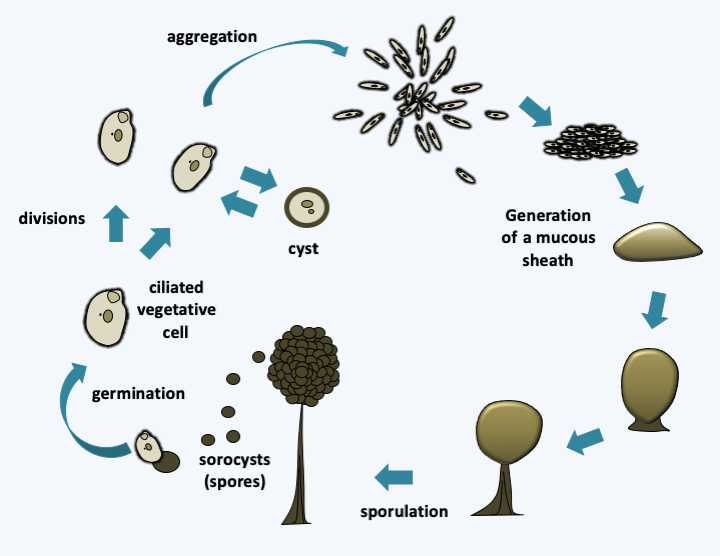 aggregation
divisions
cyst
Generation
of a mucous
sheath
ciliated
vegetative
cell
germination
sorocysts
(spores)
sporulation